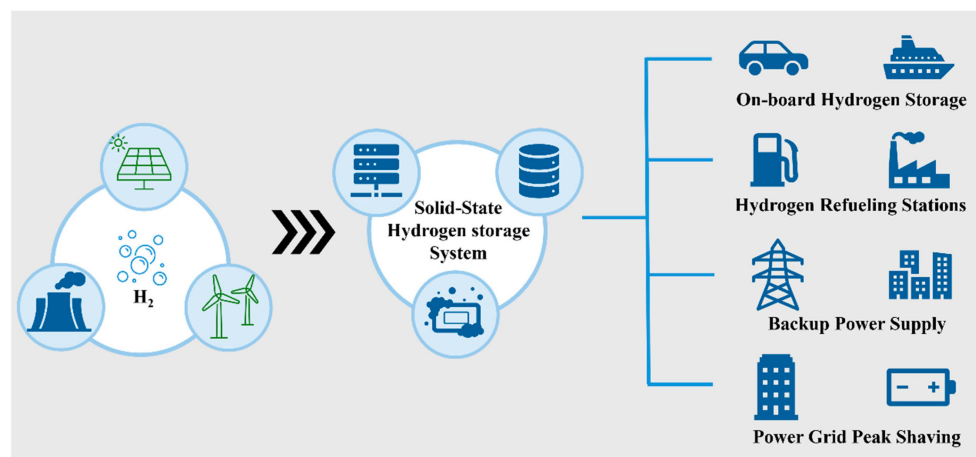 H₂
Solid-State
Hydrogen storage
System
On-board Hydrogen Storage
Hydrogen Refueling Stations
Backup Power Supply
Power Grid Peak Shaving